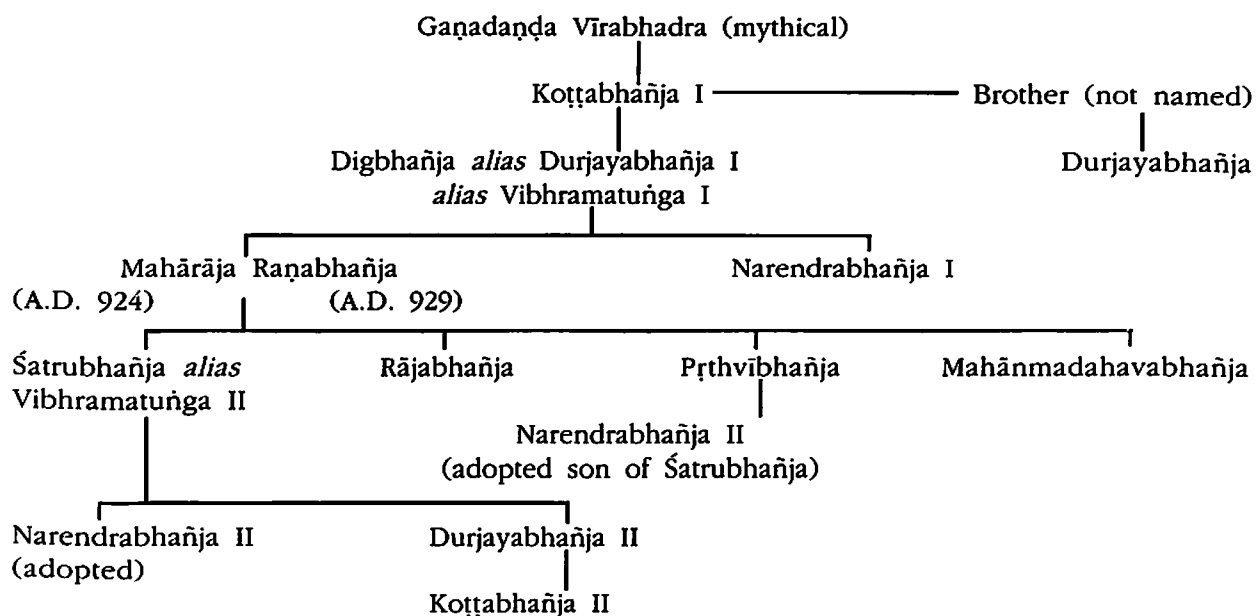 Gaṇadaṇḍa Vīrabhadra (mythical)
Koṭṭabhañja I Brother (not named)
Digbhañja alias Durjayabhañja I Durjayabhañja
alias Vibhramatuṅga I
Mahārāja Raṇabhañja Narendrabhañja I
(A.D. 924) (A.D. 929)
Śatrubhañja alias Rājabhañja Pṛthvībhañja Mahānmadahavabhañja
Vibhramatuṅga II
Narendrabhañja II
(adopted son of Śatrubhañja)
Narendrabhañja II Durjayabhañja II
(adopted)
Koṭṭabhañja II